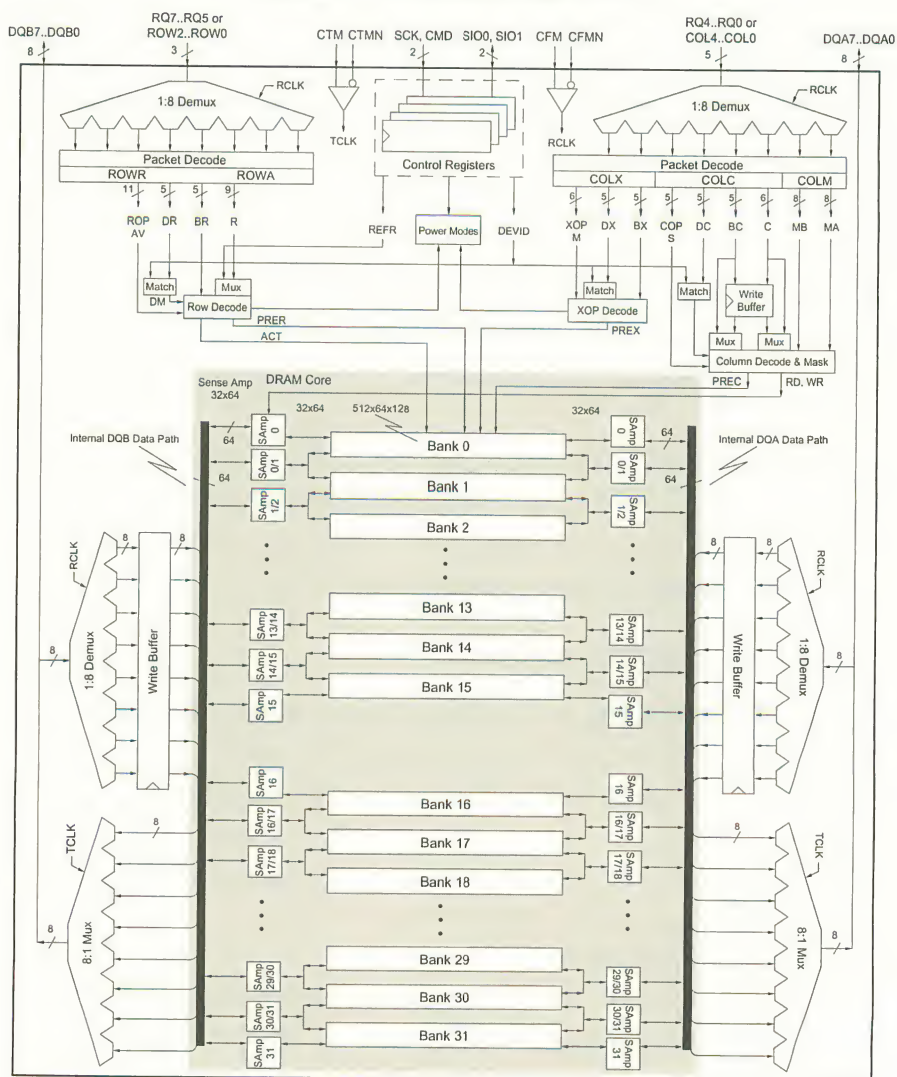 DQB7..DQB0
8
RQ7..RQ5 or
ROW2..ROW0
3
CTM
CTMN
SCK, CMD
2
SIO0, SIO1
2
CFM
CFMN
RQ4..RQ0 or
COL4..COL0
5
DQA7..DQA0
8
RCLK
1:8 Demux
TCLK
Control Registers
RCLK
RCLK
1:8 Demux
Packet Decode
ROWR
ROWA
11
5
5
9
ROP
AV
DR
BR
R
REFR
Power Modes
DEVID
Packet Decode
COLX
COLC
COLM
6
5
5
5
5
5
6
8
8
XOP
M
DX
BX
COP
S
DC
BC
C
MB
MA
Match
DM
Mux
Row Decode
PRER
ACT
Match
XOP Decode
PREX
Match
Write
Buffer
Mux
Mux
Column Decode & Mask
PREC
RD, WR
Sense Amp
32x64
DRAM Core
32x64
512x64x128
32x64
Internal DQB Data Path
64
64
SAmp
0
Bank 0
SAmp
0
64
64
Internal DQA Data Path
SAmp
0/1
Bank 1
SAmp
0/1
SAmp
1/2
Bank 2
SAmp
1/2
RCLK
8
8
8
8
RCLK
SAmp
13/14
Bank 13
SAmp
13/14
8
1:8 Demux
Write Buffer
SAmp
14/15
Bank 14
SAmp
14/15
Write Buffer
1:8 Demux
8
SAmp
15
Bank 15
SAmp
15
SAmp
16
Bank 16
SAmp
16
SAmp
16/17
Bank 17
SAmp
16/17
SAmp
17/18
Bank 18
SAmp
17/18
TCLK
8
8
TCLK
8
8:1 Mux
8:1 Mux
8
SAmp
29/30
Bank 29
SAmp
29/30
SAmp
30/31
Bank 30
SAmp
30/31
SAmp
31
Bank 31
SAmp
31